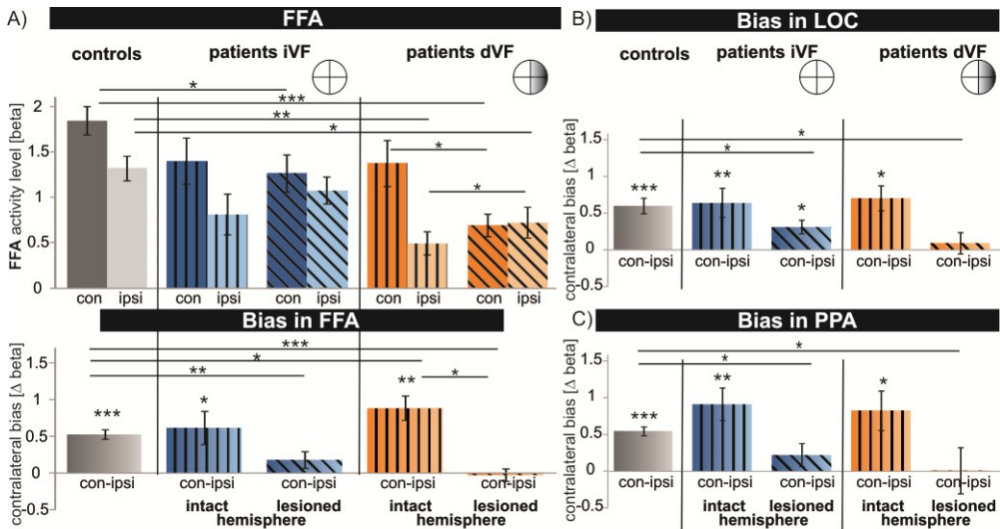 A)
FFA
controls
patients iVF
patients dVF
*
***
**
*
*
*
FFA activity level [beta]
2
1.5
1
0.5
0
con ipsi con ipsi con ipsi con ipsi con ipsi
Bias in FFA
***
*
**
*
***
*
**
contralateral bias [Δ beta]
1.5
1
0.5
0
-0.5
con-ipsi con-ipsi con-ipsi con-ipsi con-ipsi
intact lesioned intact lesioned
hemisphere hemisphere
B)
Bias in LOC
controls
patients iVF
patients dVF
*
*
***
**
*
*
contralateral bias [Δ beta]
1.5
1
0.5
0
-0.5
con-ipsi con-ipsi con-ipsi con-ipsi con-ipsi
C)
Bias in PPA
*
*
***
**
*
contralateral bias [Δ beta]
1.5
1
0.5
0
-0.5
con-ipsi con-ipsi con-ipsi con-ipsi con-ipsi
intact lesioned intact lesioned
hemisphere hemisphere